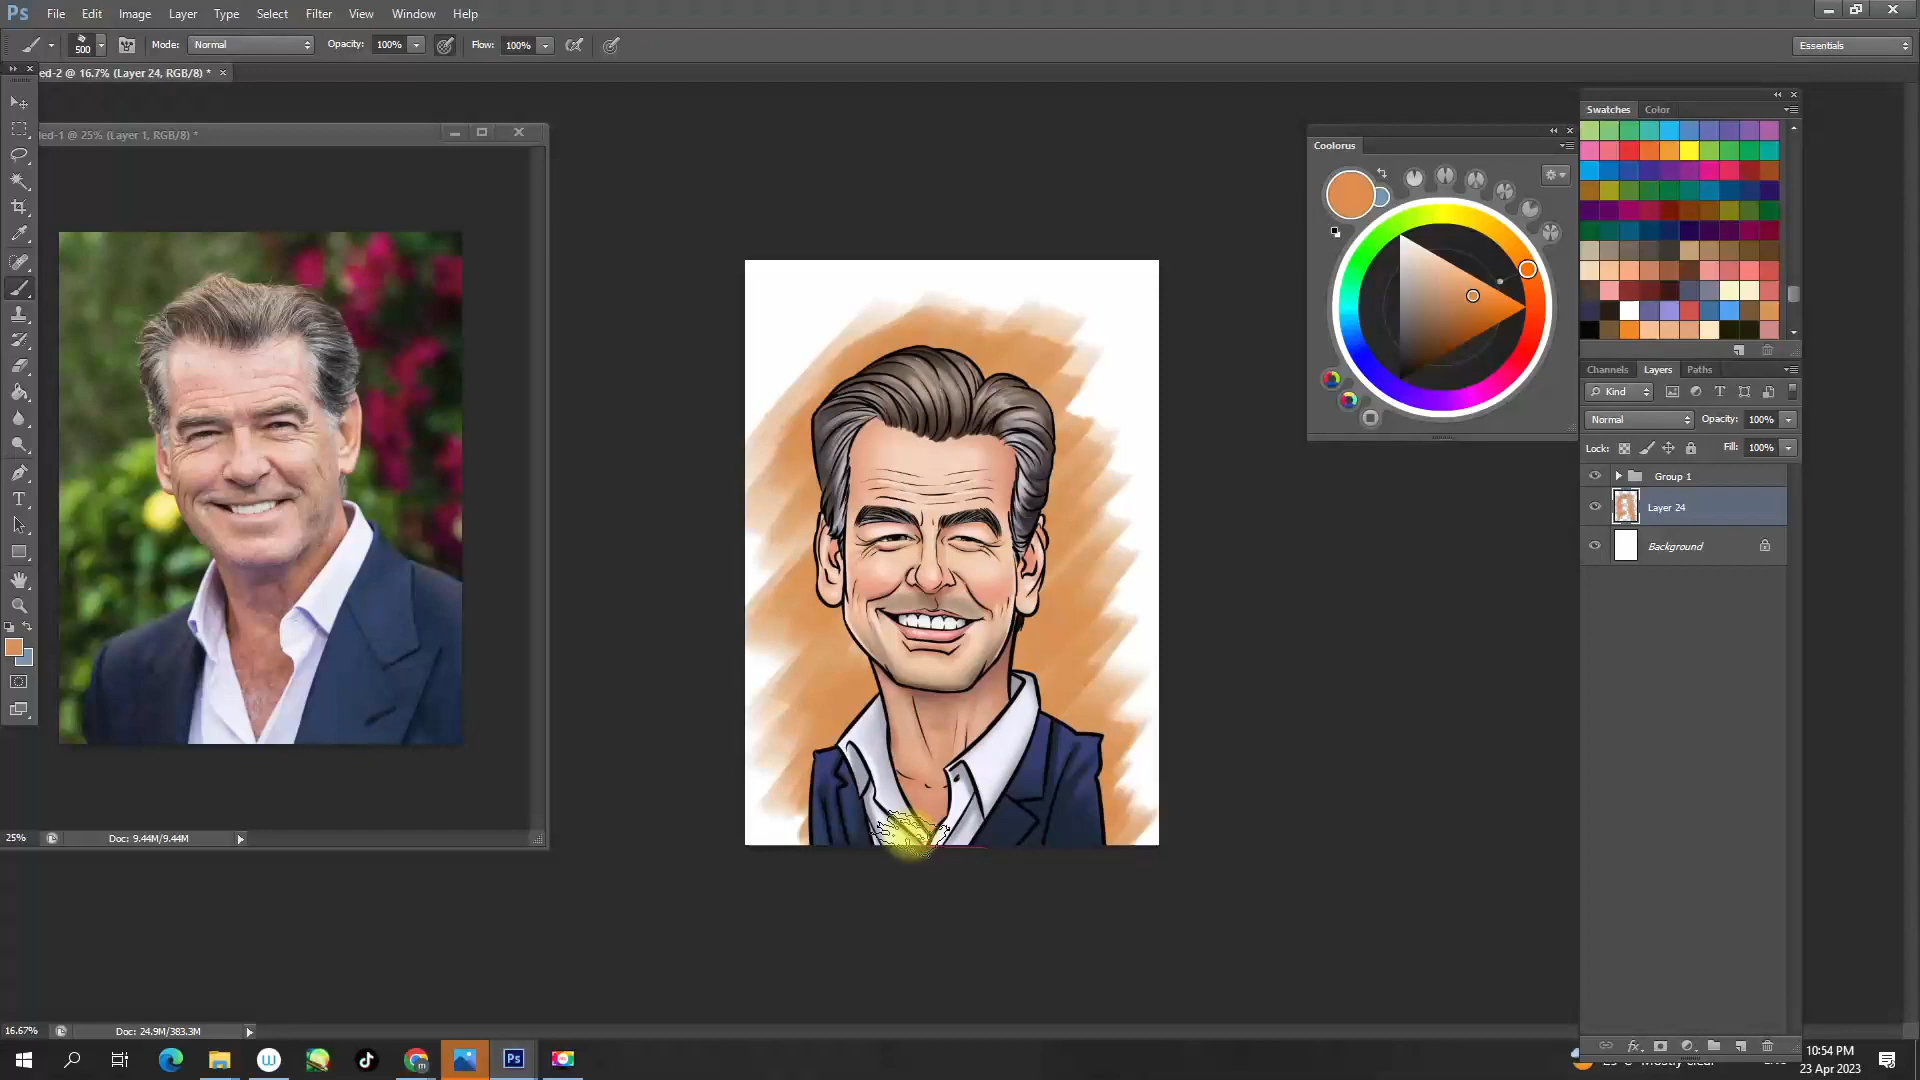 Ps File Edit Image Layer Type Select Filter View Window Help
500 Mode: Normal Opacity: 100% Flow: 100% Essentials
ed-2 @ 16.7% (Layer 24, RGB/8) * ×
led-1 @ 25% (Layer 1, RGB/8) *
Swatches Color
Coolorus
Channels Layers Paths
Kind
Normal Opacity: 100%
Lock: Fill: 100%
Group 1
Layer 24
Background
25% Doc: 9.44M/9.44M
16.67% Doc: 24.9M/383.3M
Ps
10:54 PM
23 Apr 2023